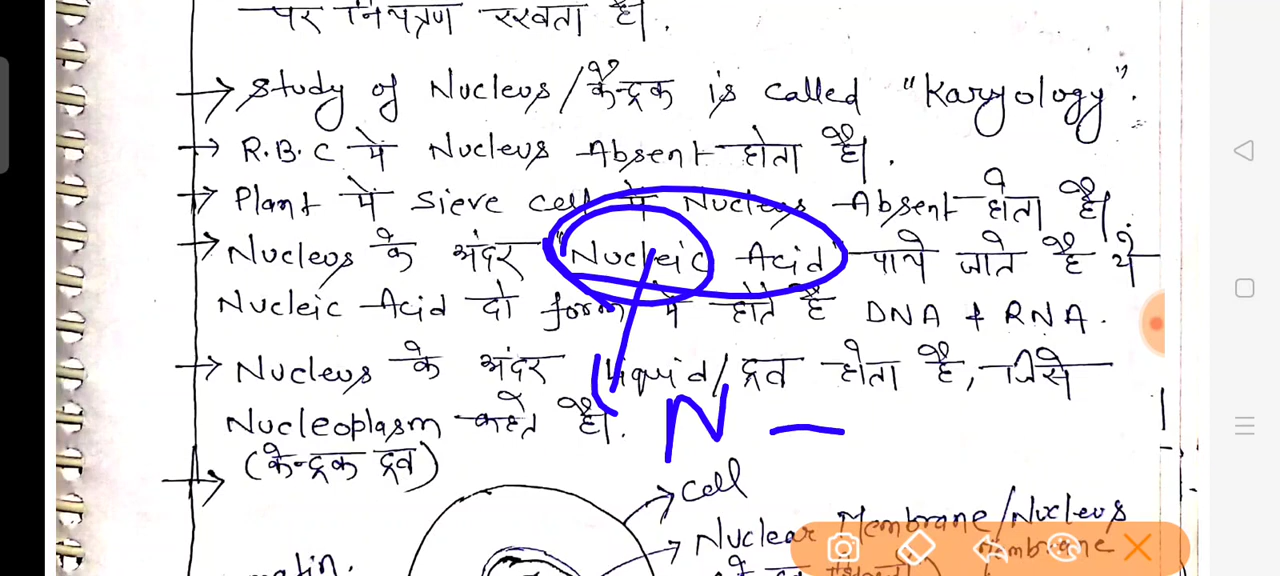 पर नियंत्रण रखता है।
→ Study of Nucleus/केन्द्रक is called "Karyology".
→ R.B.C में Nucleus Absent होता है।
→ Plant में Sieve cell में Nucleus Absent होता है।
→ Nucleus के अंदर "Nucleic Acid" पाये जाते है ये
Nucleic Acid दो form में होते है DNA & RNA.
→ Nucleus के अंदर liquid/द्रव होता है, जिसे
Nucleoplasm कहते है।
N —
(केन्द्रक द्रव)
→ Cell
→ Nuclear Membrane/Nucleus
membrane
matin.